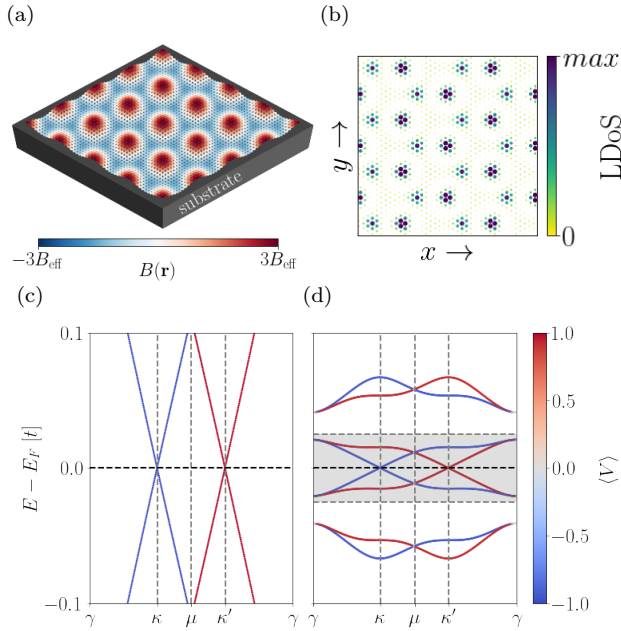 (a)
(b)
substrate
−3B_eff
3B_eff
B(r)
y →
x →
max
0
LDoS
(c)
(d)
E − E_F [t]
0.1
0.0
−0.1
γ
κ
μ
κ′
γ
γ
κ
μ
κ′
γ
1.0
0.5
0.0
−0.5
−1.0
⟨V⟩